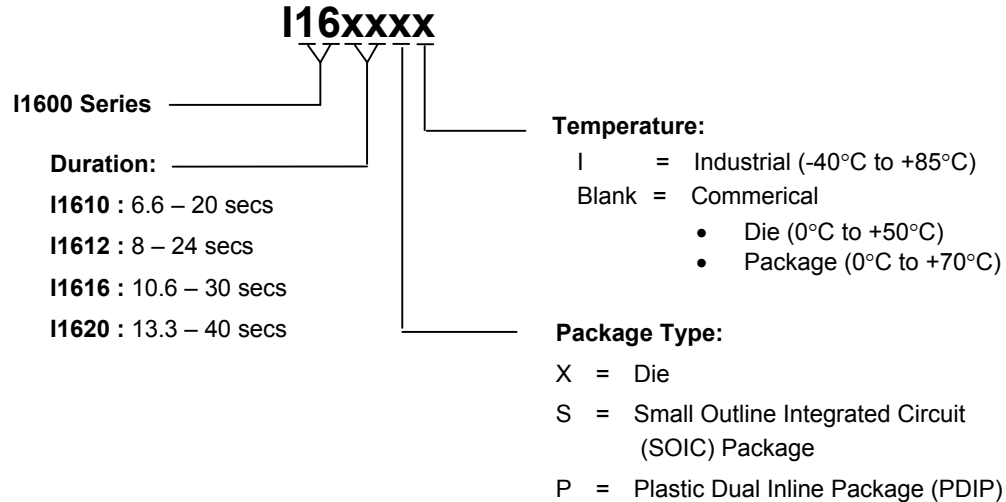 I16xxxx
I1600 Series
Duration:
I1610 : 6.6 – 20 secs
I1612 : 8 – 24 secs
I1616 : 10.6 – 30 secs
I1620 : 13.3 – 40 secs
Temperature:
I = Industrial (-40°C to +85°C)
Blank = Commerical
• Die (0°C to +50°C)
• Package (0°C to +70°C)
Package Type:
X = Die
S = Small Outline Integrated Circuit
(SOIC) Package
P = Plastic Dual Inline Package (PDIP)